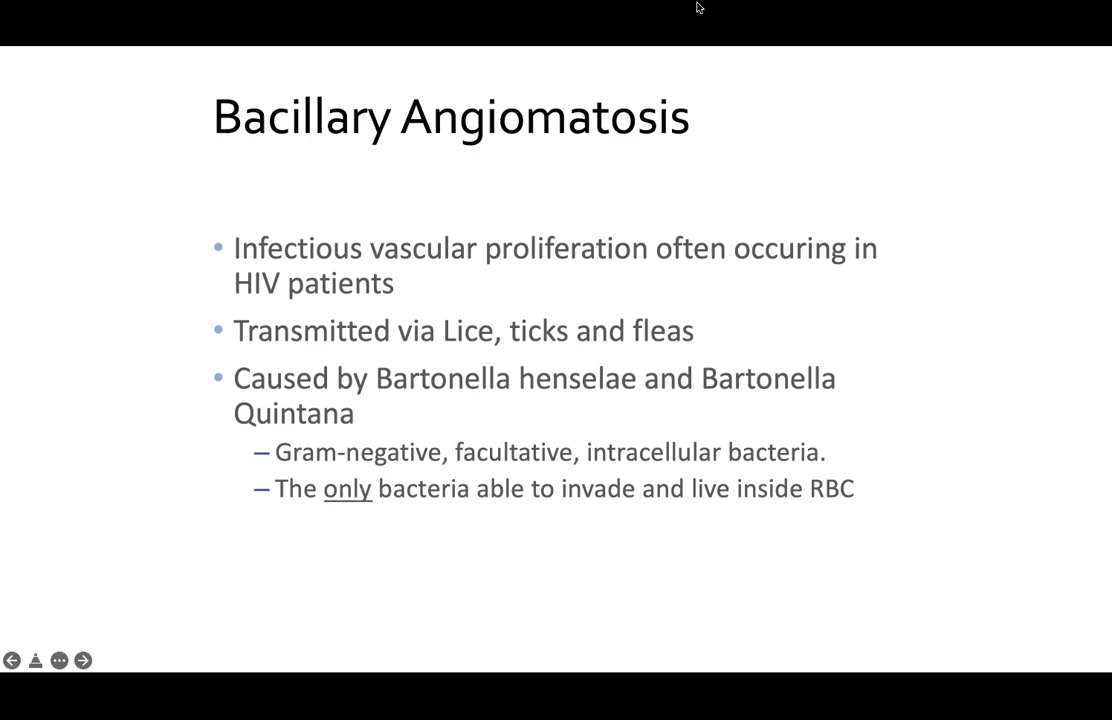 Bacillary Angiomatosis
• Infectious vascular proliferation often occuring in
HIV patients
• Transmitted via Lice, ticks and fleas
• Caused by Bartonella henselae and Bartonella
Quintana
– Gram-negative, facultative, intracellular bacteria.
– The only bacteria able to invade and live inside RBC